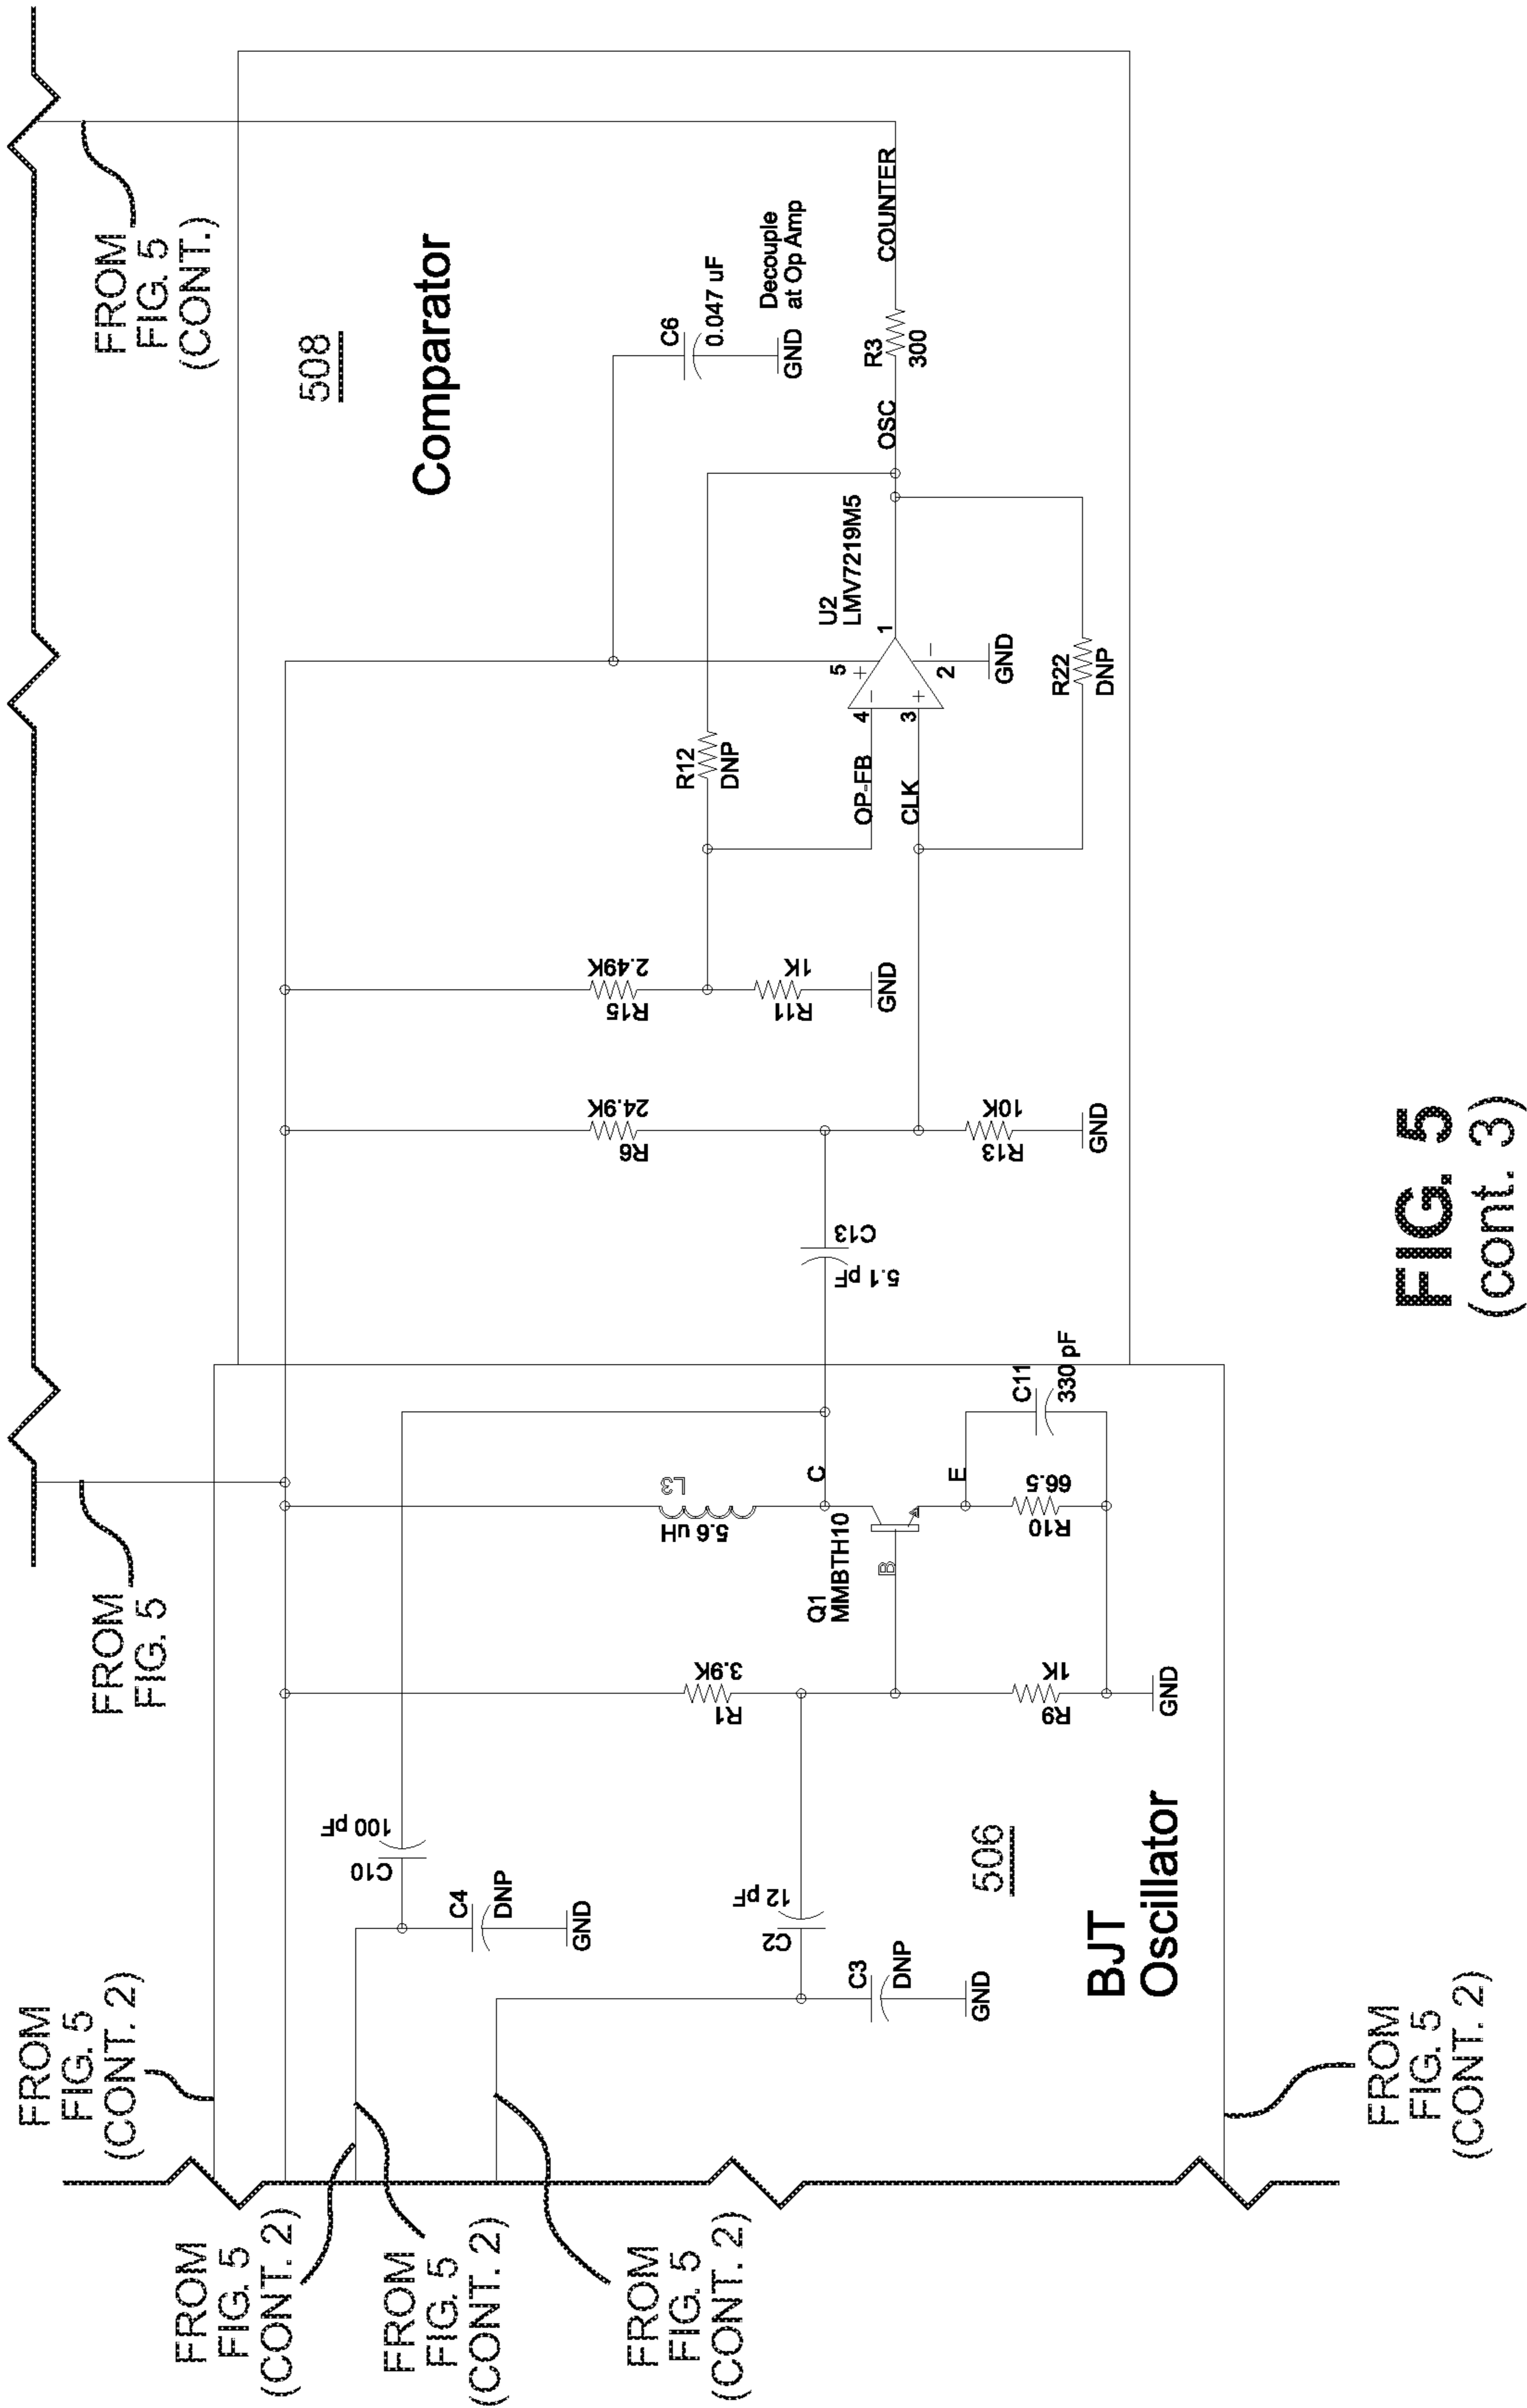 FROM
FIG. 5
(CONT. 2)
FROM
FIG. 5
FROM
FIG. 5
(CONT.)
FROM
FIG. 5
(CONT. 2)
FROM
FIG. 5
(CONT. 2)
FROM
FIG. 5
(CONT. 2)
FROM
FIG. 5
(CONT. 2)
C10
100 pF
C4
DNP
GND
C2
12 pF
C3
DNP
GND
506
BJT
Oscillator
R1
3.9K
R9
1K
GND
L3
5.6 uH
Q1
MMBTH10
C
B
E
R10
66.5
C11
330 pF
C13
5.1 pF
R6
24.9K
R13
10K
GND
R15
2.49K
R11
1K
GND
R12
DNP
OP-FB
CLK
4
3
5
2
1
+
−
−
+
U2
LMV7219M5
GND
R22
DNP
508
Comparator
C6
0.047 uF
GND
Decouple
at Op Amp
OSC
R3
300
COUNTER
FIG. 5
(cont. 3)